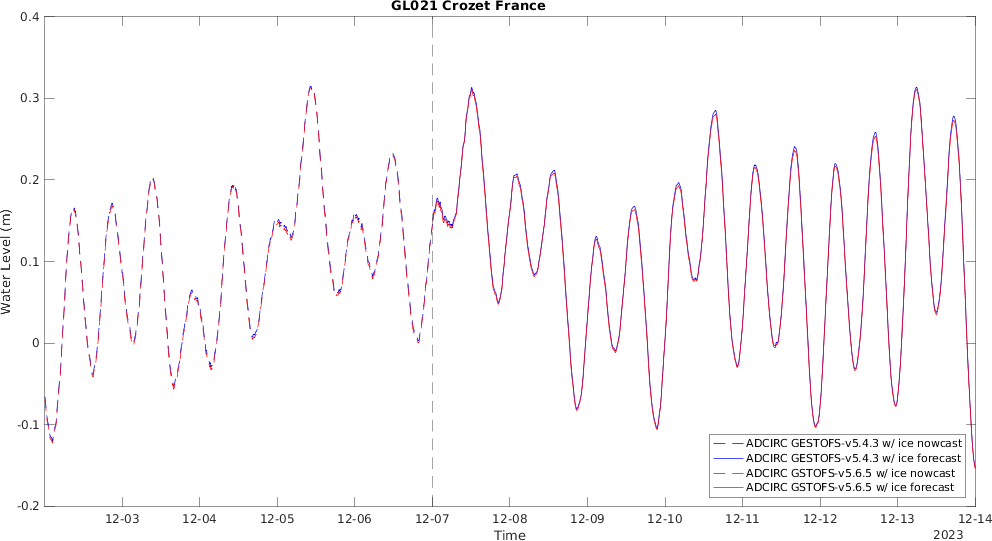 GL021 Crozet France
0.4
0.3
0.2
0.1
0
-0.1
-0.2
Water Level (m)
12-03 12-04 12-05 12-06 12-07 12-08 12-09 12-10 12-11 12-12 12-13 12-14
Time
2023
ADCIRC GESTOFS-v5.4.3 w/ ice nowcast
ADCIRC GESTOFS-v5.4.3 w/ ice forecast
ADCIRC GSTOFS-v5.6.5 w/ ice nowcast
ADCIRC GSTOFS-v5.6.5 w/ ice forecast